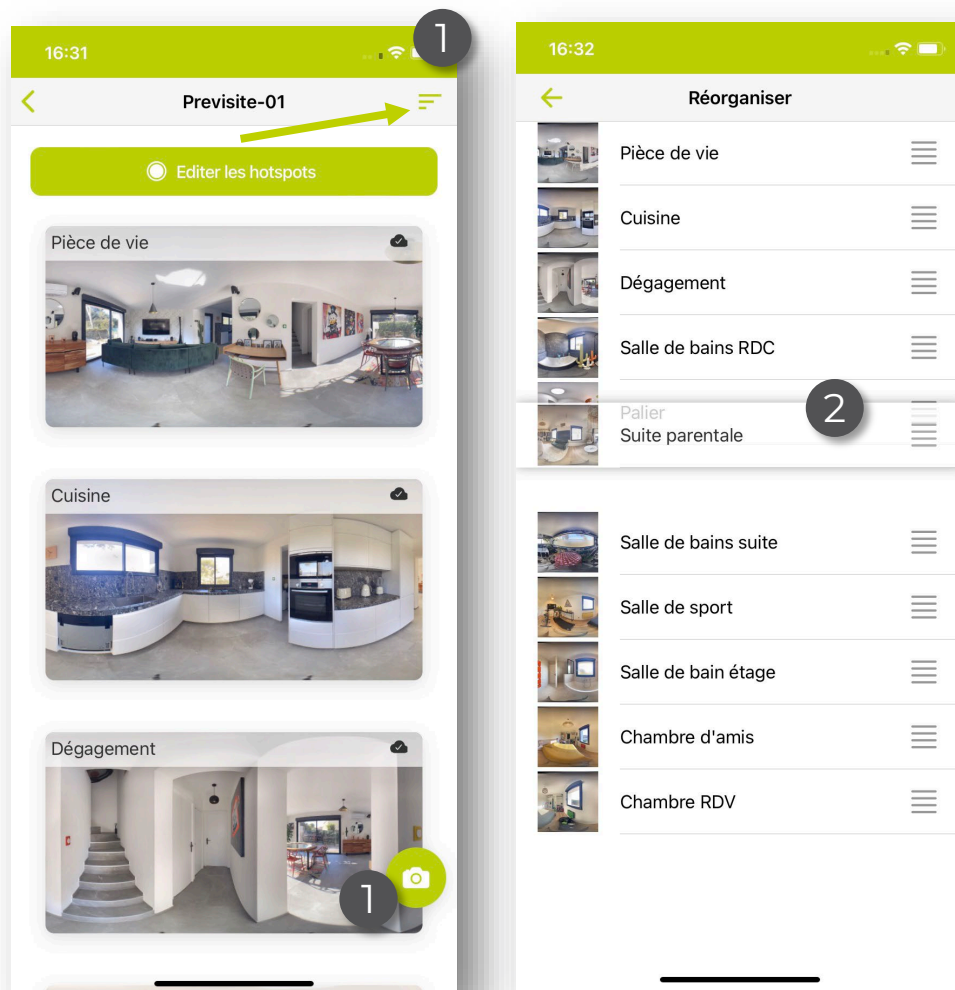 1
16:31
Previsite-01
Editer les hotspots
Pièce de vie
Cuisine
Dégagement
1
16:32
Réorganiser
Pièce de vie
Cuisine
Dégagement
Salle de bains RDC
Palier
2
Suite parentale
Salle de bains suite
Salle de sport
Salle de bain étage
Chambre d'amis
Chambre RDV